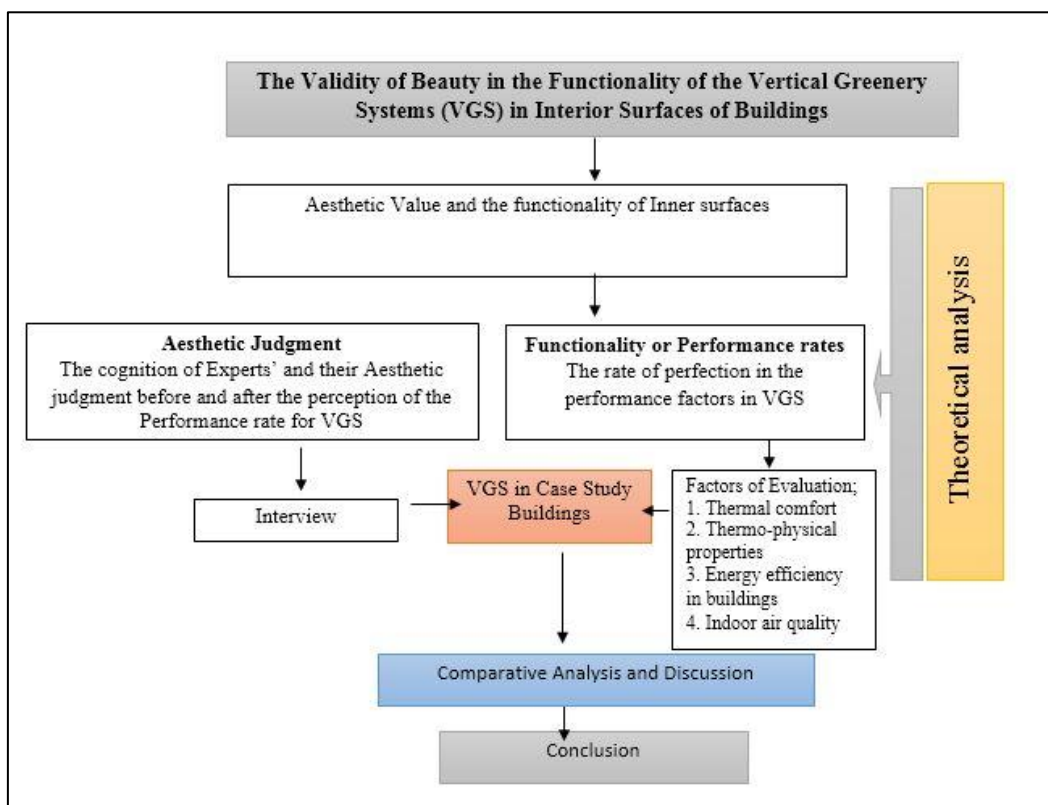 The Validity of Beauty in the Functionality of the Vertical Greenery
Systems (VGS) in Interior Surfaces of Buildings
Aesthetic Value and the functionality of Inner surfaces
Aesthetic Judgment
The cognition of Experts’ and their Aesthetic
judgment before and after the perception of the
Performance rate for VGS
Functionality or Performance rates
The rate of perfection in the
performance factors in VGS
Theoretical analysis
Interview
VGS in Case Study
Buildings
Factors of Evaluation;
1. Thermal comfort
2. Thermo-physical
properties
3. Energy efficiency
in buildings
4. Indoor air quality
Comparative Analysis and Discussion
Conclusion